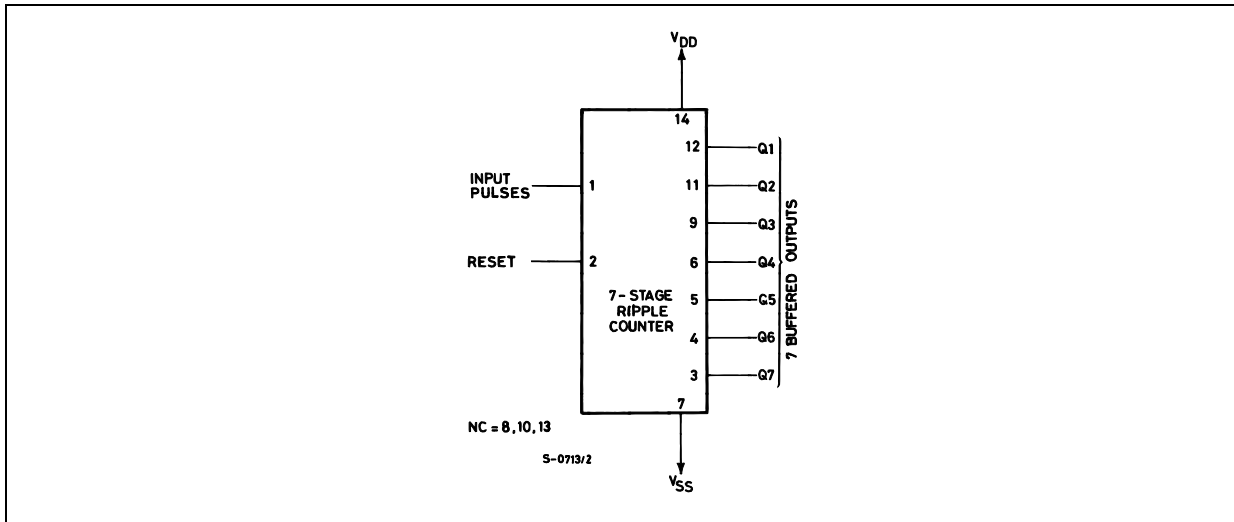 VDD
14
12 Q1
INPUT PULSES 1
11 Q2
9 Q3
RESET 2
6 Q4
7-STAGE
RIPPLE
COUNTER
5 Q5
4 Q6
3 Q7
7 BUFFERED OUTPUTS
7
NC = 8,10,13
S-0713/2
VSS